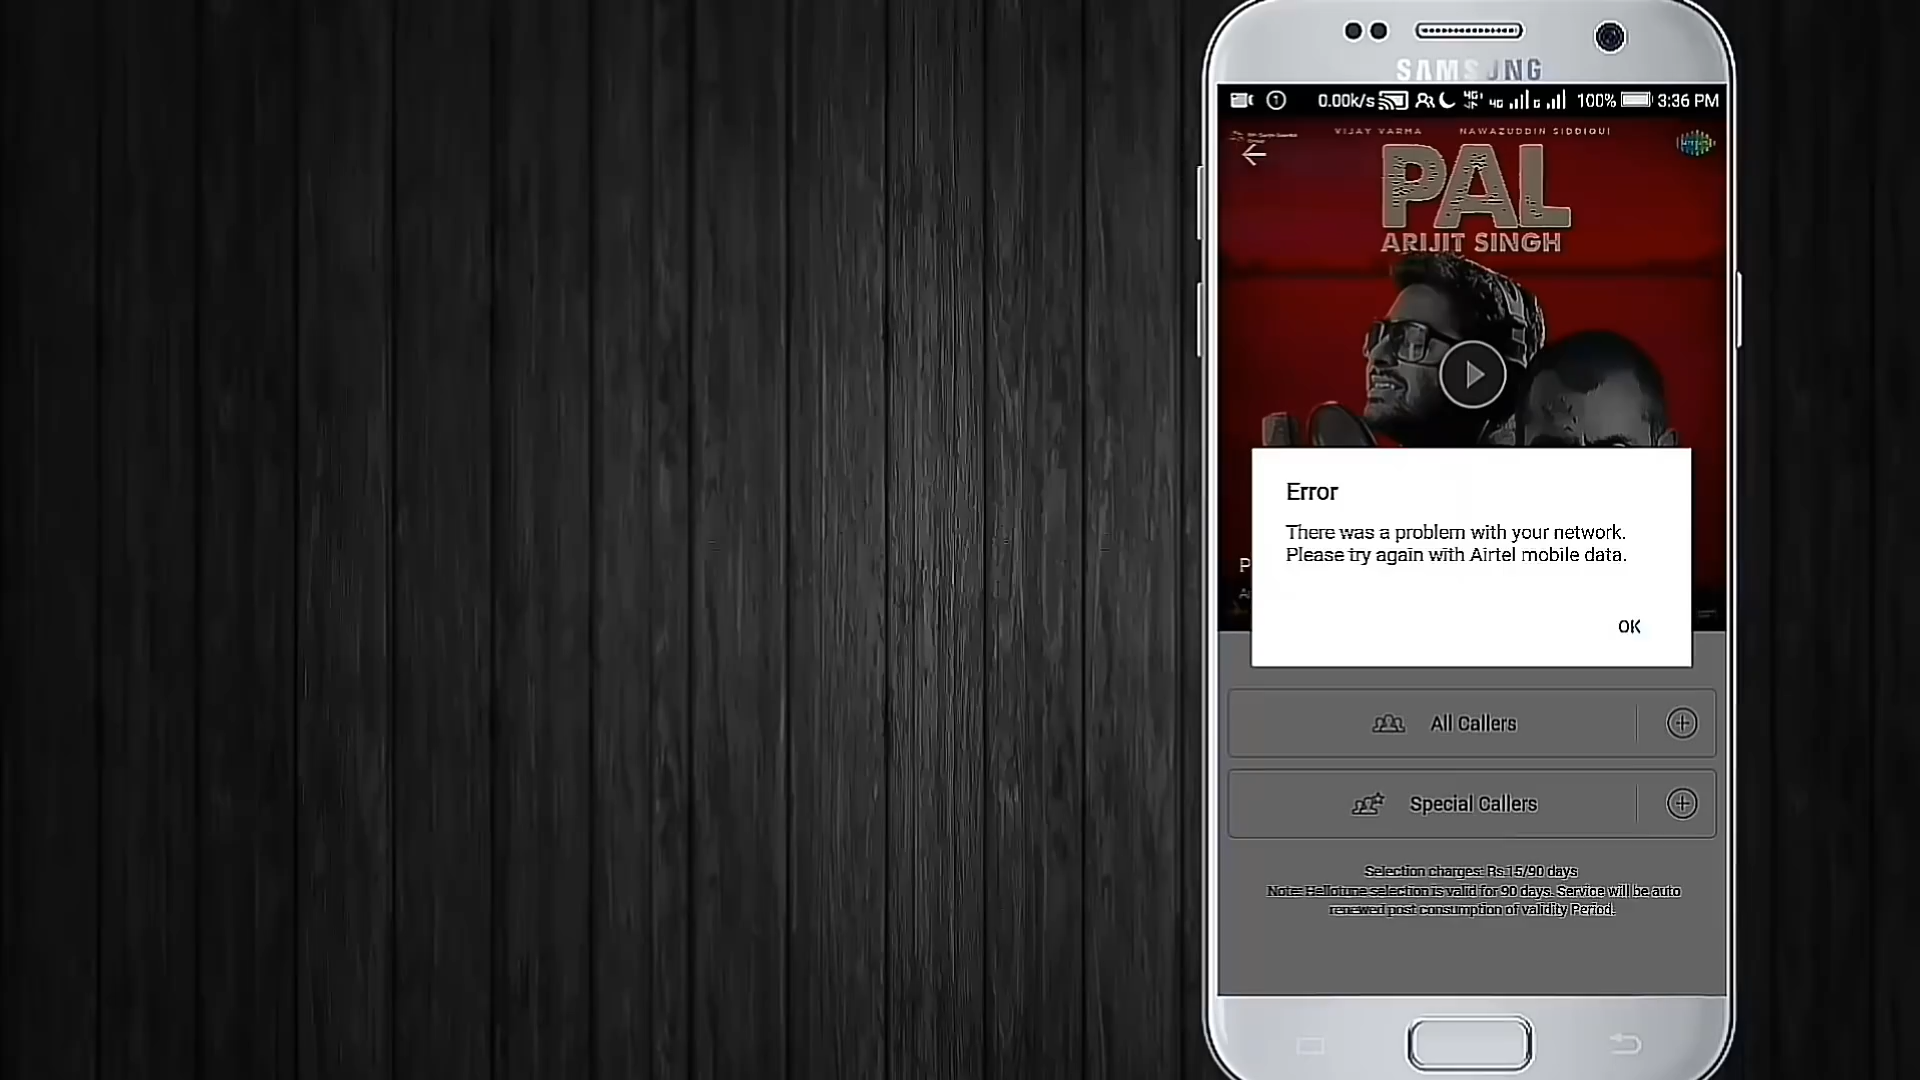 SAMSUNG
0.00k/s 4G 100% 3:36 PM
VIJAY VARMA NAWAZUDDIN SIDDIQUI
PAL
ARIJIT SINGH
Error
There was a problem with your network.
Please try again with Airtel mobile data.
P
OK
All Callers
Special Callers
Selection charges: Rs.15/90 days
Note: Hellotune selection is valid for 90 days. Service will be auto
renewed post consumption of validity Period.